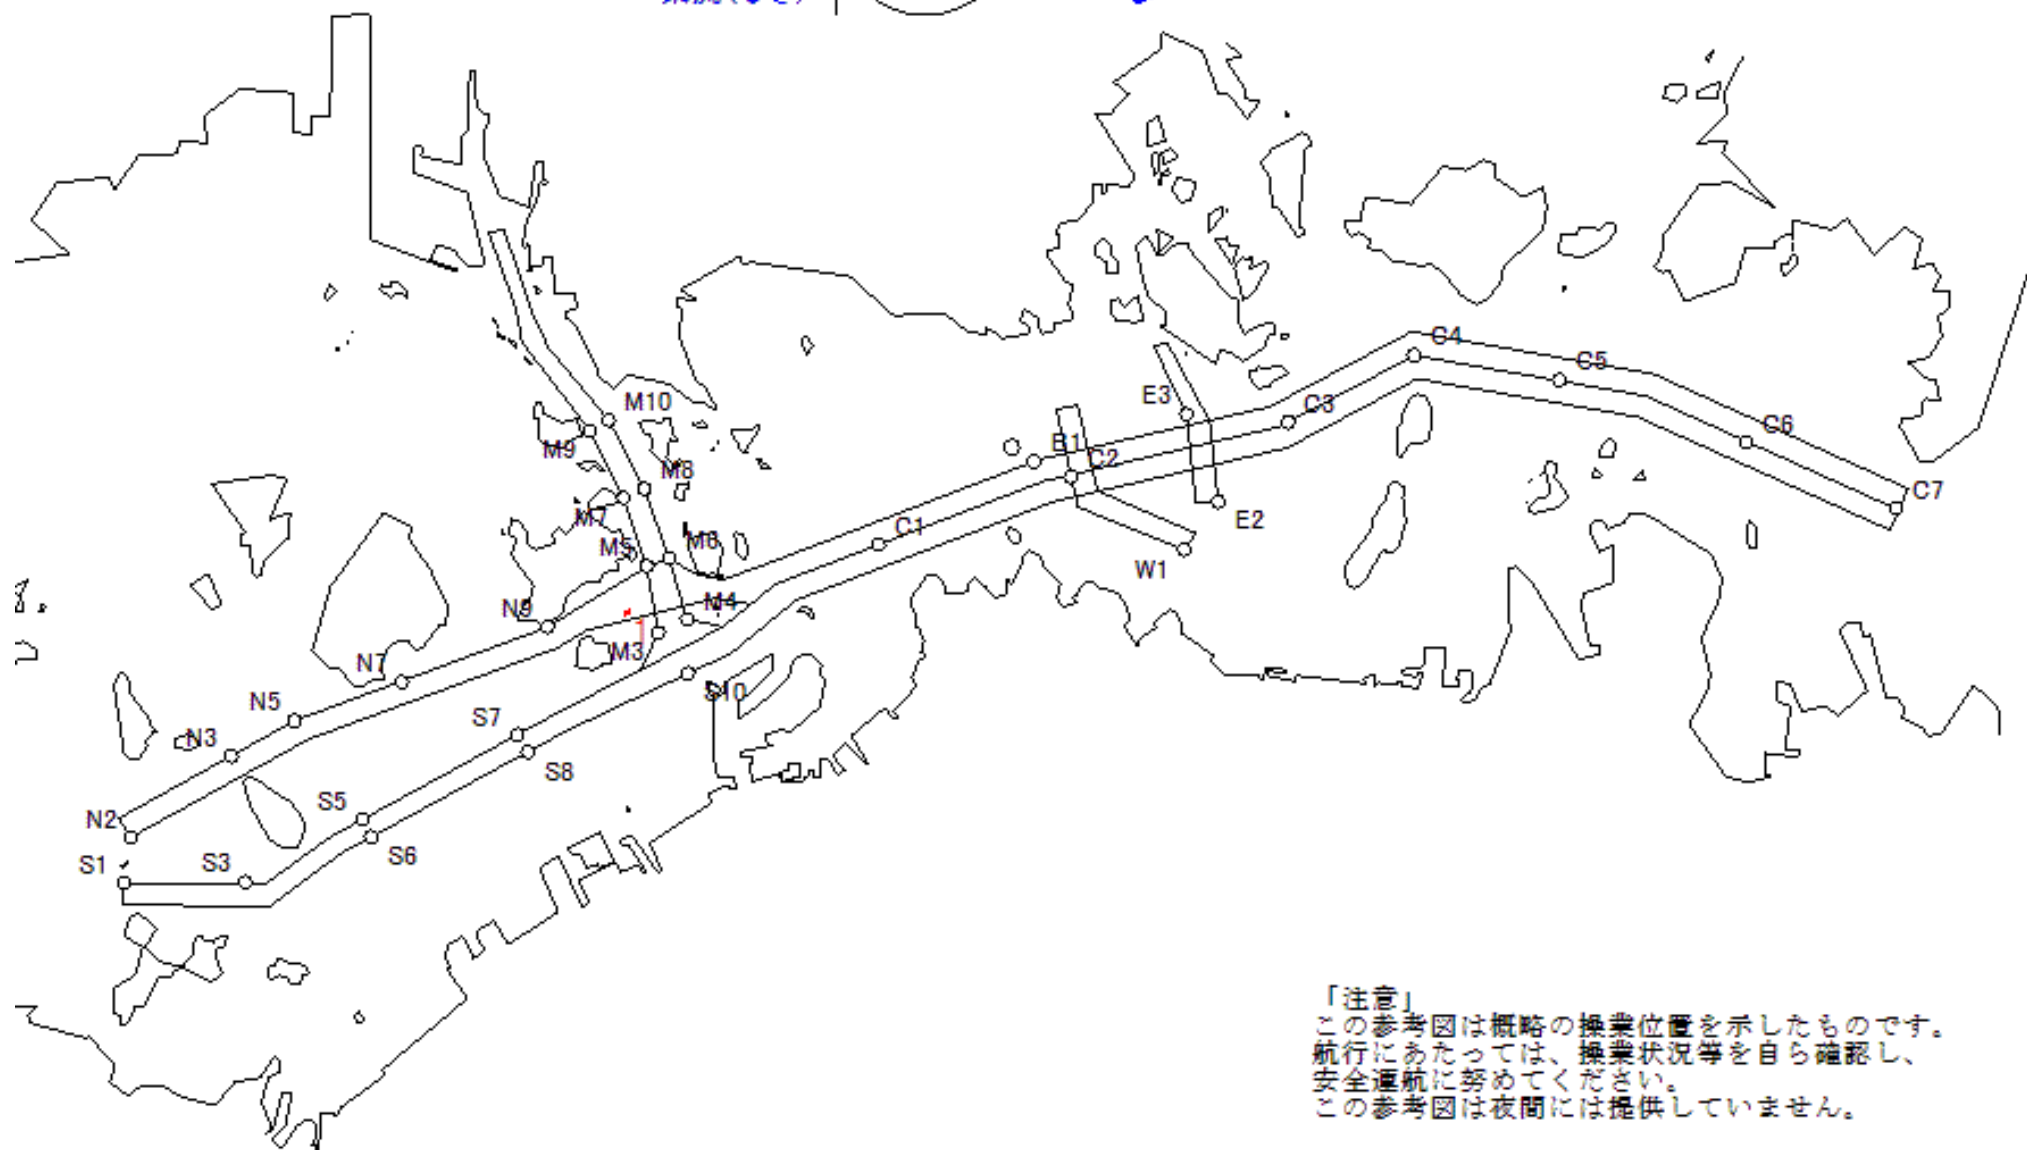 C4
C5
E3
M10
C3
C6
B1
M9
C2
M8
C7
M7
E2
C1
M5
M6
W1
N9
M4
1
M3
N7
S10
N5
S7
N3
S8
S5
N2
S6
S1
S3
「注意」
この参考図は概略の操業位置を示したものです。
航行にあたっては、操業状況等を自ら確認し、
安全運航に努めてください。
この参考図は夜間には提供していません。